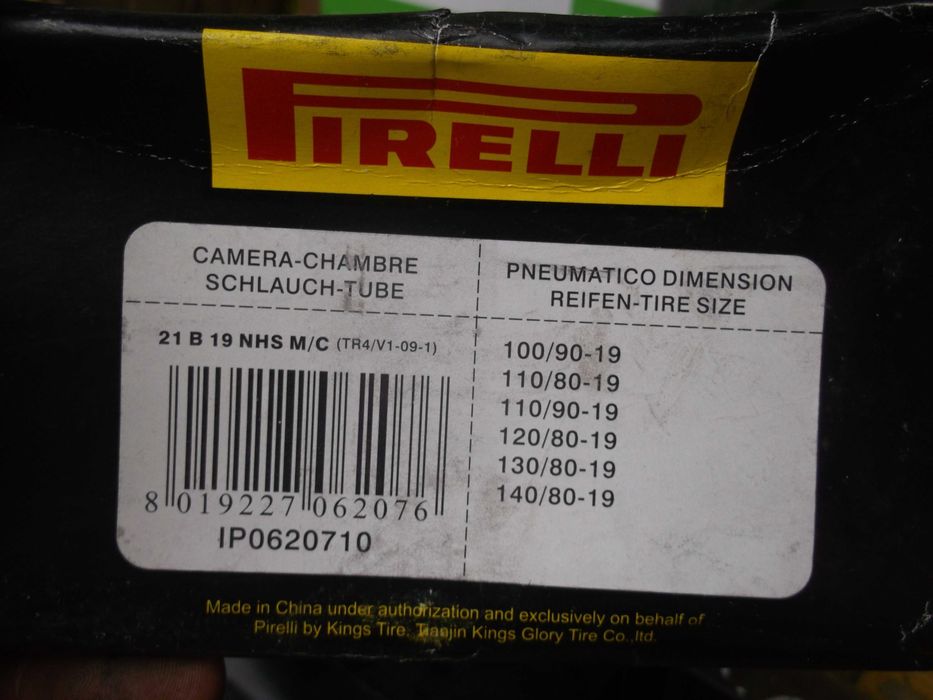 PIRELLI
CAMERA-CHAMBRE
SCHLAUCH-TUBE
PNEUMATICO DIMENSION
REIFEN-TIRE SIZE
21 B 19 NHS M/C (TR4/V1-09-1)
100/90-19
110/80-19
110/90-19
120/80-19
130/80-19
140/80-19
8 019227 062076
IP0620710
Made in China under authorization and exclusively on behalf of
Pirelli by Kings Tire. Tianjin Kings Glory Tire Co.,ltd.